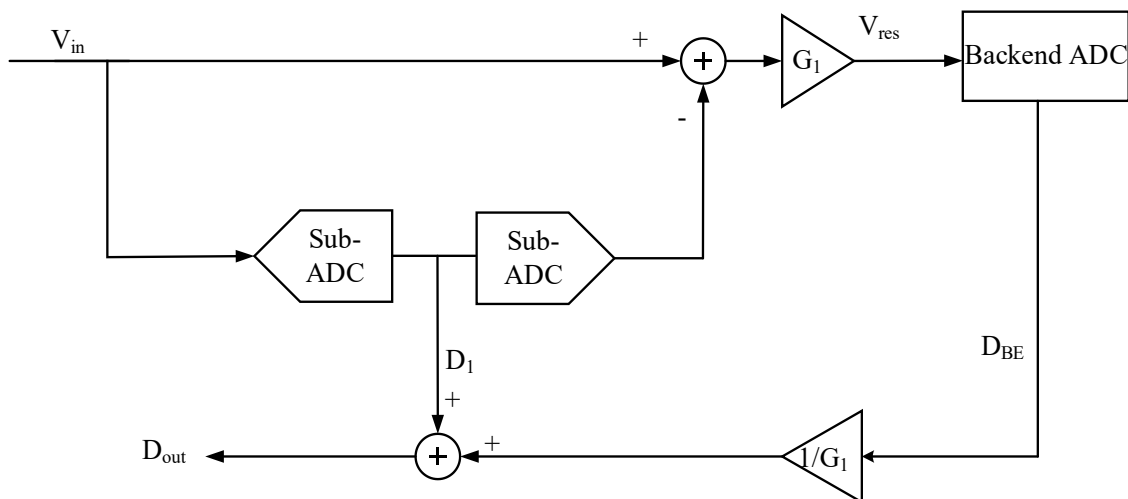 V_in
+
+
G_1
V_res
Backend ADC
-
Sub-
ADC
Sub-
ADC
D_1
D_BE
+
D_out
+
+
1/G_1